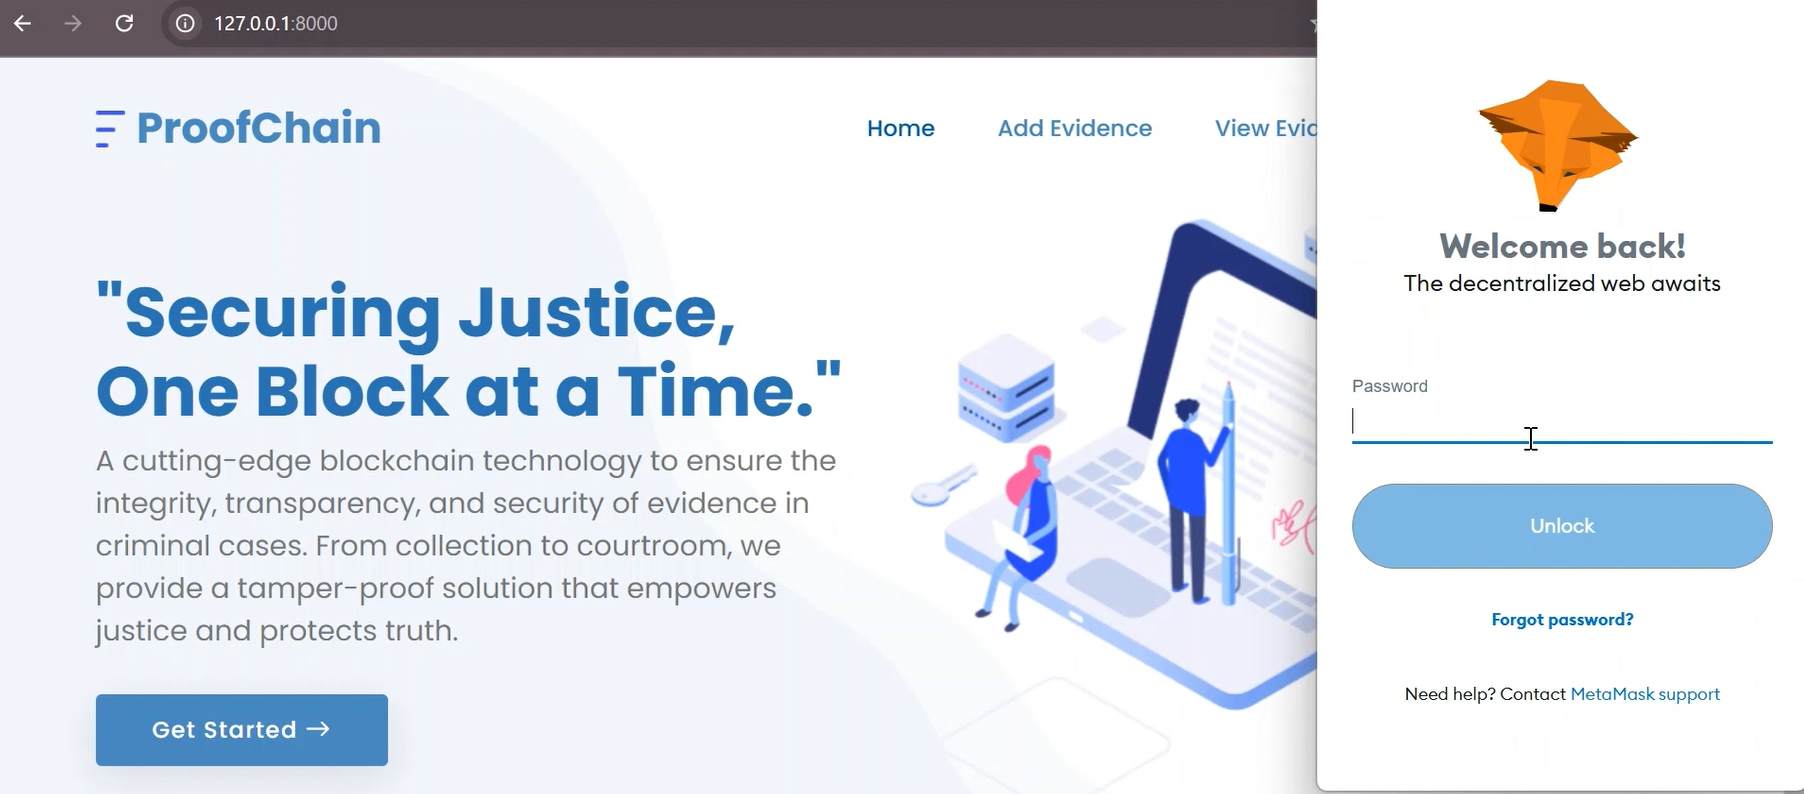 127.0.0.1:8000
ProofChain
Home Add Evidence View Evid
"Securing Justice,
One Block at a Time."
A cutting-edge blockchain technology to ensure the
integrity, transparency, and security of evidence in
criminal cases. From collection to courtroom, we
provide a tamper-proof solution that empowers
justice and protects truth.
Get Started →
Welcome back!
The decentralized web awaits
Password
Unlock
Forgot password?
Need help? Contact MetaMask support